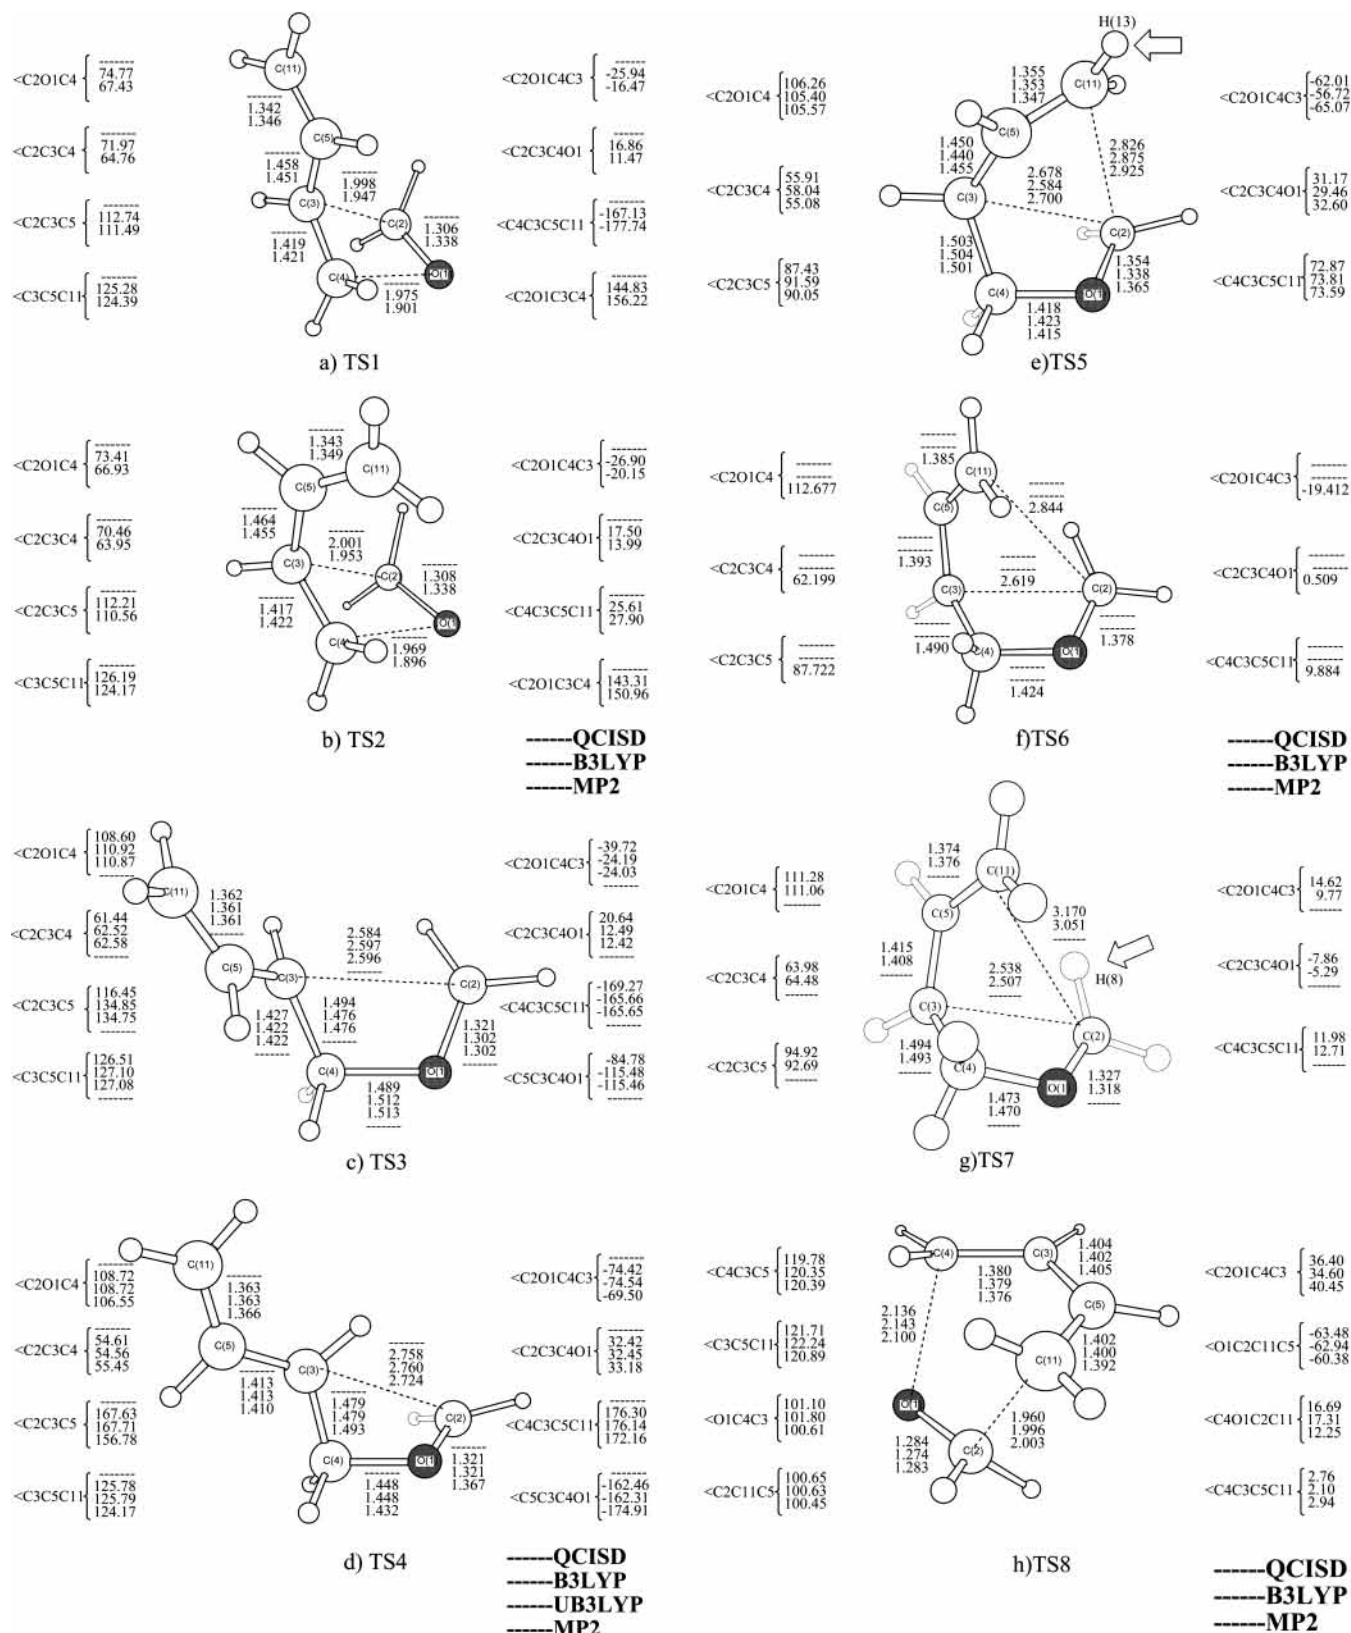 <C2O1C4
-------
74.77
67.43
<C2C3C4
-------
71.97
64.76
<C2C3C5
-------
112.74
111.49
<C3C5C11
-------
125.28
124.39
C(11)
-------
1.342
1.346
C(5)
-------
1.458
1.451
-------
1.998
1.947
C(3)
C(2)
-------
1.306
1.338
-------
1.419
1.421
C(4)
O(1
-------
1.975
1.901
<C2O1C4C3
-------
-25.94
-16.47
<C2C3C4O1
-------
16.86
11.47
<C4C3C5C11
-------
-167.13
-177.74
<C2O1C3C4
-------
144.83
156.22
a) TS1
<C2O1C4
106.26
105.40
105.57
<C2C3C4
55.91
58.04
55.08
<C2C3C5
87.43
91.59
90.05
H(13)
C(11)
1.355
1.353
1.347
C(5)
1.450
1.440
1.455
2.678
2.584
2.700
2.826
2.875
2.925
C(3)
C(2)
1.503
1.504
1.501
1.354
1.338
1.365
C(4)
O(1
1.418
1.423
1.415
<C2O1C4C3
-62.01
-56.72
-65.07
<C2C3C4O1
31.17
29.46
32.60
<C4C3C5C11
72.87
73.81
73.59
e)TS5
<C2O1C4
-------
73.41
66.93
<C2C3C4
-------
70.46
63.95
<C2C3C5
-------
112.21
110.56
<C3C5C11
-------
126.19
124.17
-------
1.343
1.349
C(11)
C(5)
-------
1.464
1.455
-------
2.001
1.953
C(3)
C(2
-------
1.308
1.338
-------
1.417
1.422
C(4
O(1
-------
1.969
1.896
<C2O1C4C3
-------
-26.90
-20.15
<C2C3C4O1
-------
17.50
13.99
<C4C3C5C11
-------
25.61
27.90
<C2O1C3C4
-------
143.31
150.96
b) TS2
------QCISD
------B3LYP
------MP2
<C2O1C4
-------
-------
112.677
<C2C3C4
-------
-------
62.199
<C2C3C5
-------
-------
87.722
-------
-------
1.385
C(11)
-------
-------
2.844
C(5)
-------
-------
1.393
-------
-------
2.619
C(3)
C(2)
-------
-------
1.378
-------
-------
1.490
C(4)
O(1
-------
-------
1.424
<C2O1C4C3
-------
-------
-19.412
<C2C3C4O1
-------
-------
0.509
<C4C3C5C11
-------
-------
9.884
f)TS6
------QCISD
------B3LYP
------MP2
<C2O1C4
108.60
110.92
110.87
-------
<C2C3C4
61.44
62.52
62.58
-------
<C2C3C5
116.45
134.85
134.75
-------
<C3C5C11
126.51
127.10
127.08
-------
C(11)
1.362
1.361
1.361
-------
C(5)
C(3)
2.584
2.597
2.596
-------
C(2)
1.427
1.422
1.422
-------
1.494
1.476
1.476
-------
1.321
1.302
1.302
-------
C(4)
O(1
1.489
1.512
1.513
-------
<C2O1C4C3
-39.72
-24.19
-24.03
-------
<C2C3C4O1
20.64
12.49
12.42
-------
<C4C3C5C11
-169.27
-165.66
-165.65
-------
<C5C3C4O1
-84.78
-115.48
-115.46
-------
c) TS3
<C2O1C4
111.28
111.06
-------
<C2C3C4
63.98
64.48
-------
<C2C3C5
94.92
92.69
-------
1.374
1.376
-------
C(11)
C(5)
3.170
3.051
-------
1.415
1.408
-------
2.538
2.507
-------
H(8)
C(3)
C(2)
1.494
1.493
-------
C(4)
O(1
1.327
1.318
-------
1.473
1.470
-------
<C2O1C4C3
14.62
9.77
-------
<C2C3C4O1
-7.86
-5.29
-------
<C4C3C5C11
11.98
12.71
-------
g)TS7
<C2O1C4
-------
108.72
108.72
106.55
<C2C3C4
-------
54.61
54.56
55.45
<C2C3C5
-------
167.63
167.71
156.78
<C3C5C11
-------
125.78
125.79
124.17
C(11)
-------
1.363
1.363
1.366
C(5)
-------
1.413
1.413
1.410
C(3)
-------
2.758
2.760
2.724
-------
1.479
1.479
1.493
C(2)
-------
1.321
1.321
1.367
C(4)
O(1
-------
1.448
1.448
1.432
<C2O1C4C3
-------
-74.42
-74.54
-69.50
<C2C3C4O1
-------
32.42
32.45
33.18
<C4C3C5C11
-------
176.30
176.14
172.16
<C5C3C4O1
-------
-162.46
-162.31
-174.91
d) TS4
------QCISD
------B3LYP
------UB3LYP
------MP2
<C4C3C5
119.78
120.35
120.39
<C3C5C11
121.71
122.24
120.89
<O1C4C3
101.10
101.80
100.61
<C2C11C5
100.65
100.63
100.45
C(4)
C(3)
1.404
1.402
1.405
1.380
1.379
1.376
2.136
2.143
2.100
C(5)
1.402
1.400
1.392
C(11)
O(1
1.960
1.996
2.003
1.284
1.274
1.283
C(2)
<C2O1C4C3
36.40
34.60
40.45
<O1C2C11C5
-63.48
-62.94
-60.38
<C4O1C2C11
16.69
17.31
12.25
<C4C3C5C11
2.76
2.10
2.94
h)TS8
------QCISD
------B3LYP
------MP2